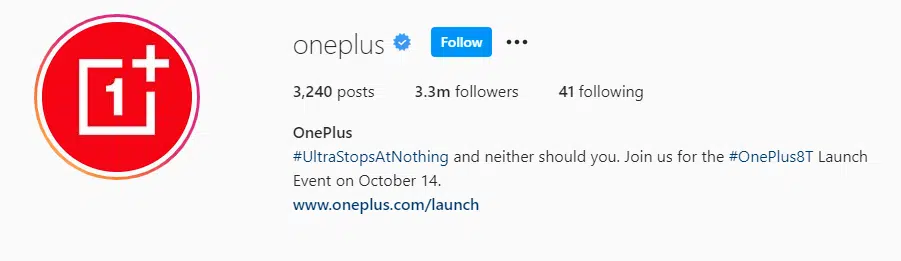 1+
oneplus Follow
3,240 posts 3.3m followers 41 following
OnePlus
#UltraStopsAtNothing and neither should you. Join us for the #OnePlus8T Launch
Event on October 14.
www.oneplus.com/launch